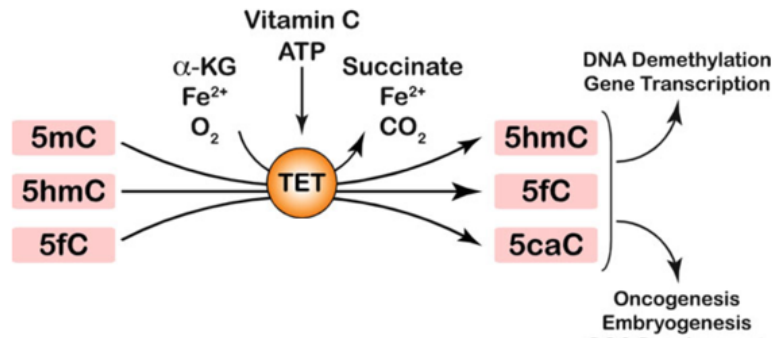 Vitamin C
ATP
α-KG
Fe²⁺
O₂
Succinate
Fe²⁺
CO₂
DNA Demethylation
Gene Transcription
5mC
5hmC
5fC
TET
5hmC
5fC
5caC
Oncogenesis
Embryogenesis